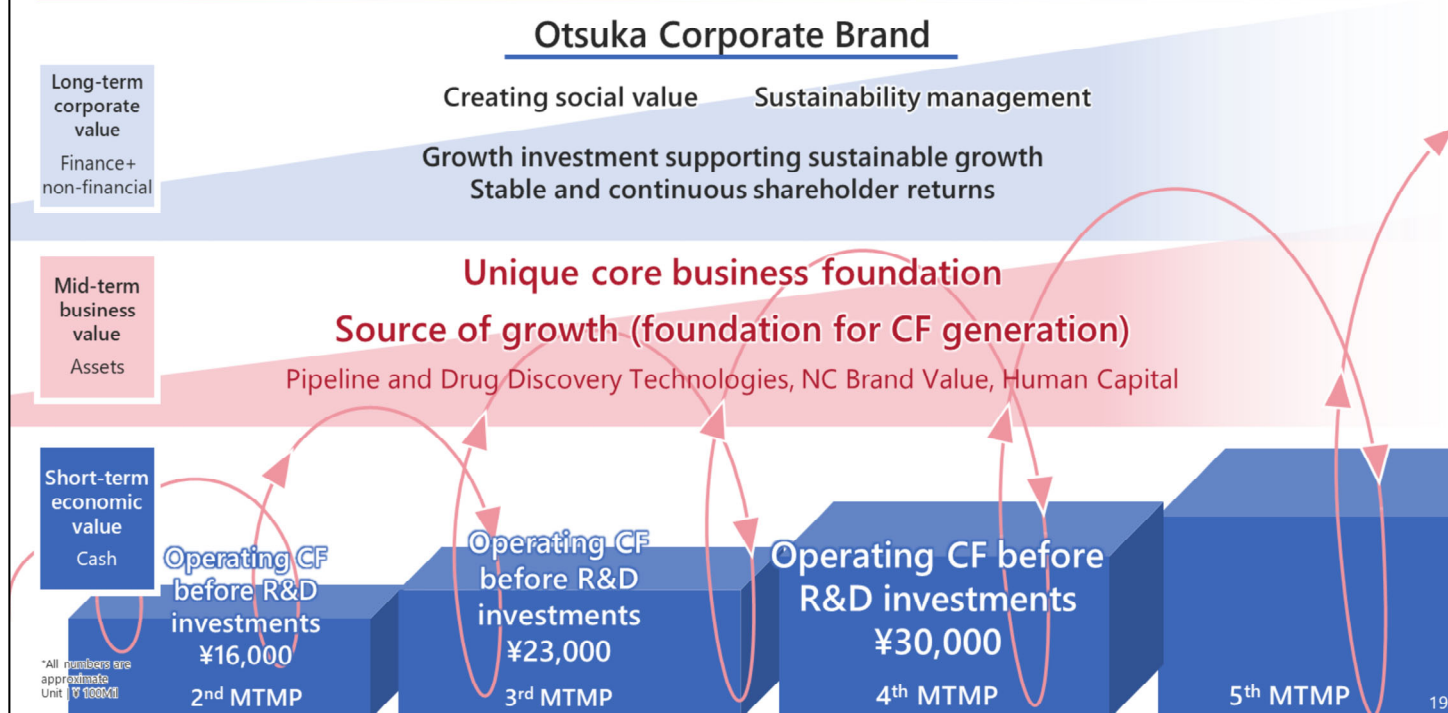 Otsuka Corporate Brand
Long-term
corporate
value
Finance+
non-financial
Creating social value
Sustainability management
Growth investment supporting sustainable growth
Stable and continuous shareholder returns
Mid-term
business
value
Assets
Unique core business foundation
Source of growth (foundation for CF generation)
Pipeline and Drug Discovery Technologies, NC Brand Value, Human Capital
Short-term
economic
value
Cash
Operating CF
before R&D
investments
¥16,000
2nd MTMP
Operating CF
before R&D
investments
¥23,000
3rd MTMP
Operating CF before
R&D investments
¥30,000
4th MTMP
5th MTMP
*All numbers are
approximate
Unit | ¥ 100Mil
19